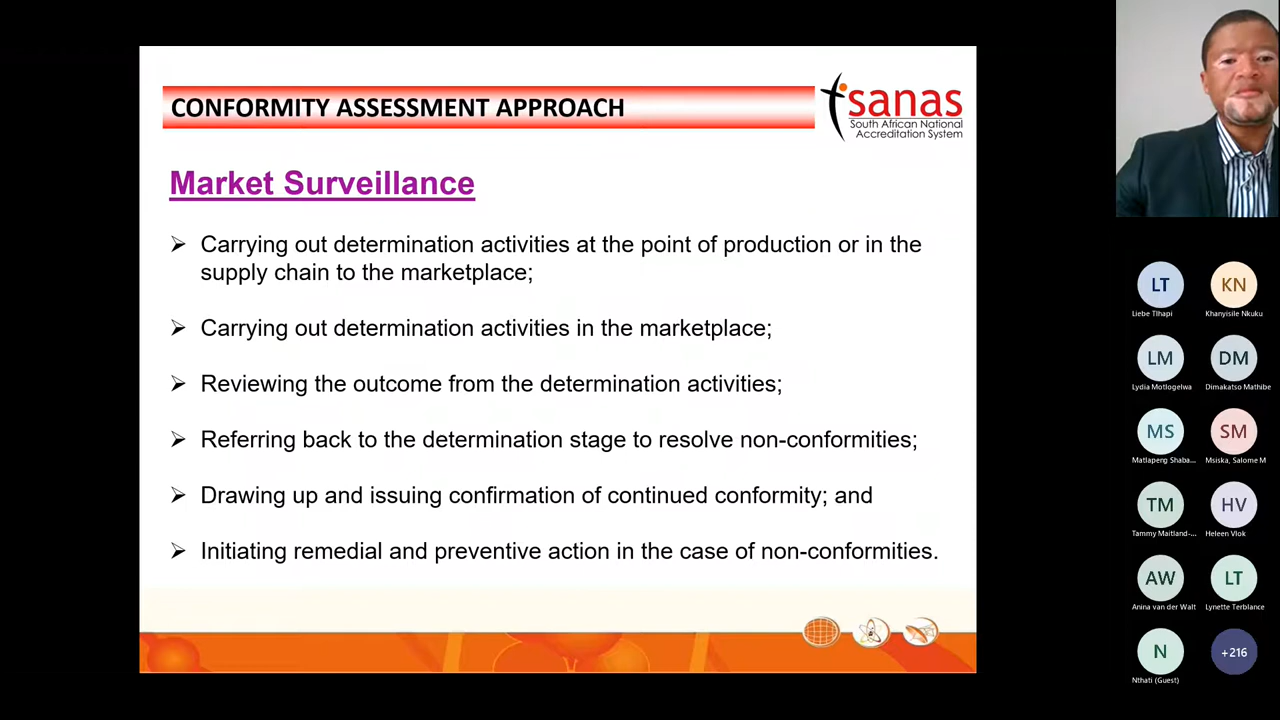 CONFORMITY ASSESSMENT APPROACH
sanas
South African National
Accreditation System
Market Surveillance
➢ Carrying out determination activities at the point of production or in the
supply chain to the marketplace;
➢ Carrying out determination activities in the marketplace;
➢ Reviewing the outcome from the determination activities;
➢ Referring back to the determination stage to resolve non-conformities;
➢ Drawing up and issuing confirmation of continued conformity; and
➢ Initiating remedial and preventive action in the case of non-conformities.
LT KN
Liebe Tlhapi Khanyisile Nkuku
LM DM
Lydia Motlogelwa Dimakatso Mathibe
MS SM
Matlapeng Shaba... Msiska, Salome M
TM HV
Tammy Maitland-... Heleen Vlok
AW LT
Anina van der Walt Lynette Terblance
N +216
Nthati (Guest)